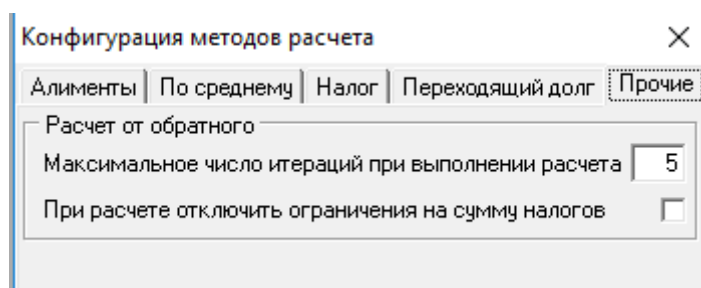 Конфигурация методов расчета
Алименты По среднему Налог Переходящий долг Прочие
Расчет от обратного
Максимальное число итераций при выполнении расчета 5
При расчете отключить ограничения на сумму налогов